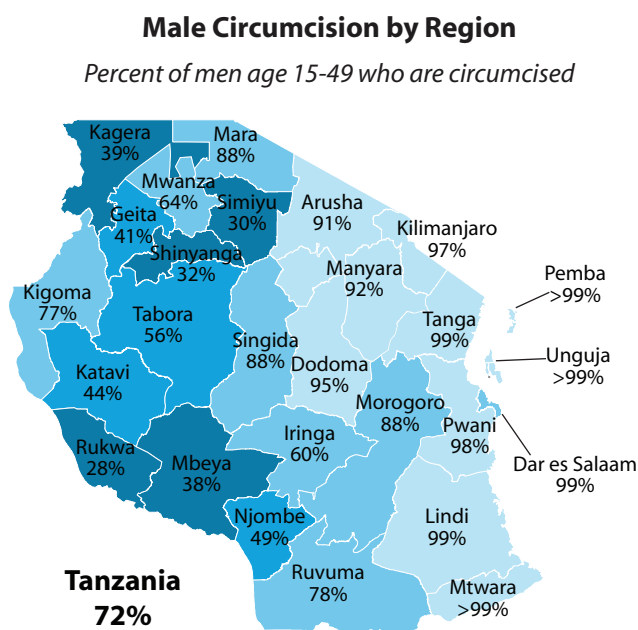 Male Circumcision by Region
Percent of men age 15-49 who are circumcised
Kagera
39%
Mara
88%
Mwanza
64%
Simiyu
30%
Arusha
91%
Geita
41%
Kilimanjaro
97%
Shinyanga
32%
Manyara
92%
Pemba
>99%
Kigoma
77%
Tabora
56%
Tanga
99%
Singida
88%
Unguja
>99%
Dodoma
95%
Katavi
44%
Morogoro
88%
Pwani
98%
Iringa
60%
Rukwa
28%
Mbeya
38%
Dar es Salaam
99%
Njombe
49%
Lindi
99%
Ruvuma
78%
Mtwara
>99%
Tanzania
72%